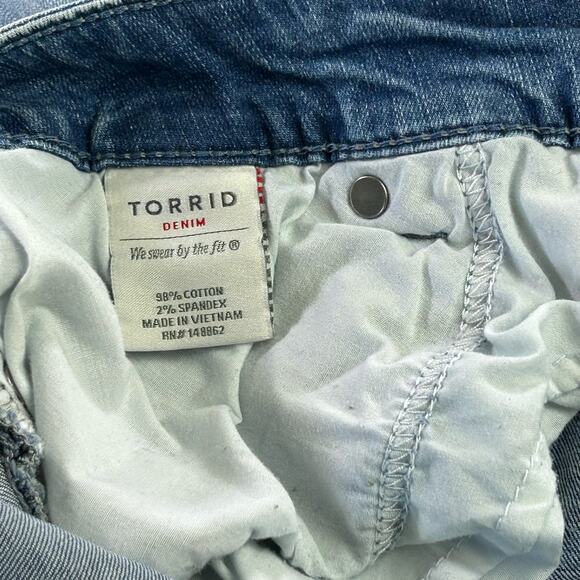 TORRID
DENIM
We swear by the fit ®
98% COTTON
2% SPANDEX
MADE IN VIETNAM
RN# 148862